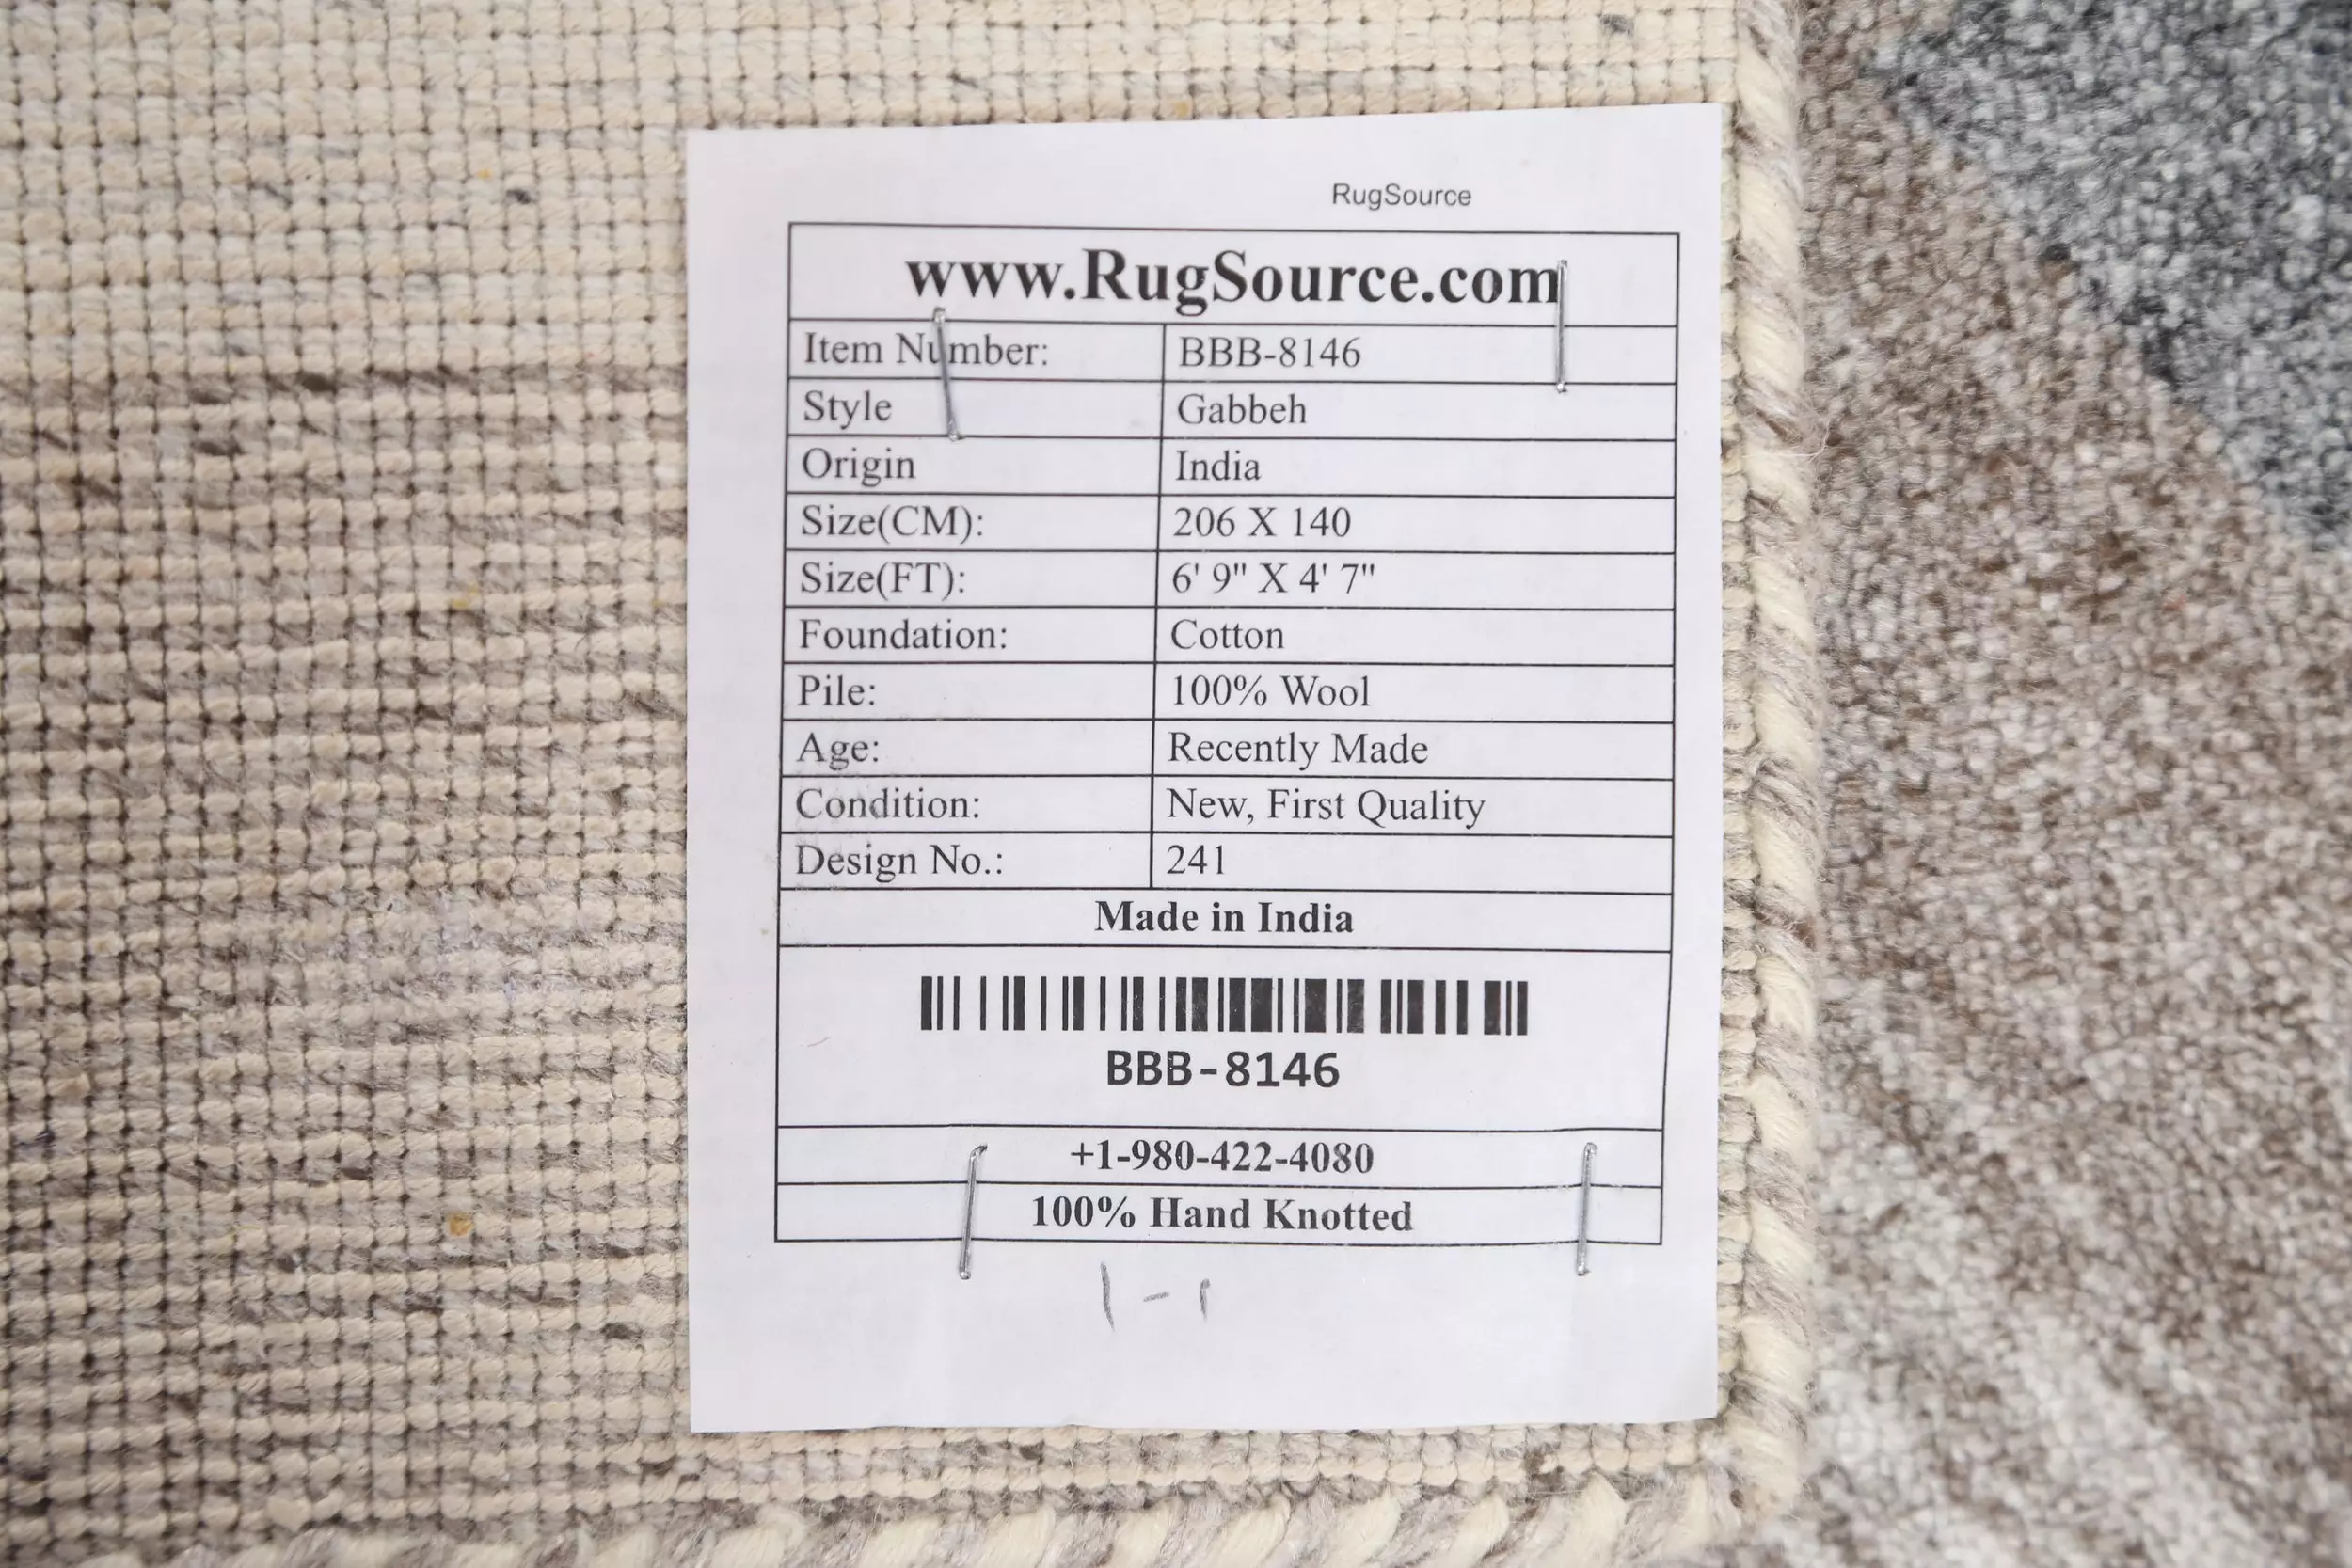 RugSource
www.RugSource.com
Item Number: BBB-8146
Style Gabbeh
Origin India
Size(CM): 206 X 140
Size(FT): 6' 9" X 4' 7"
Foundation: Cotton
Pile: 100% Wool
Age: Recently Made
Condition: New, First Quality
Design No.: 241
Made in India
BBB-8146
+1-980-422-4080
100% Hand Knotted
1-1